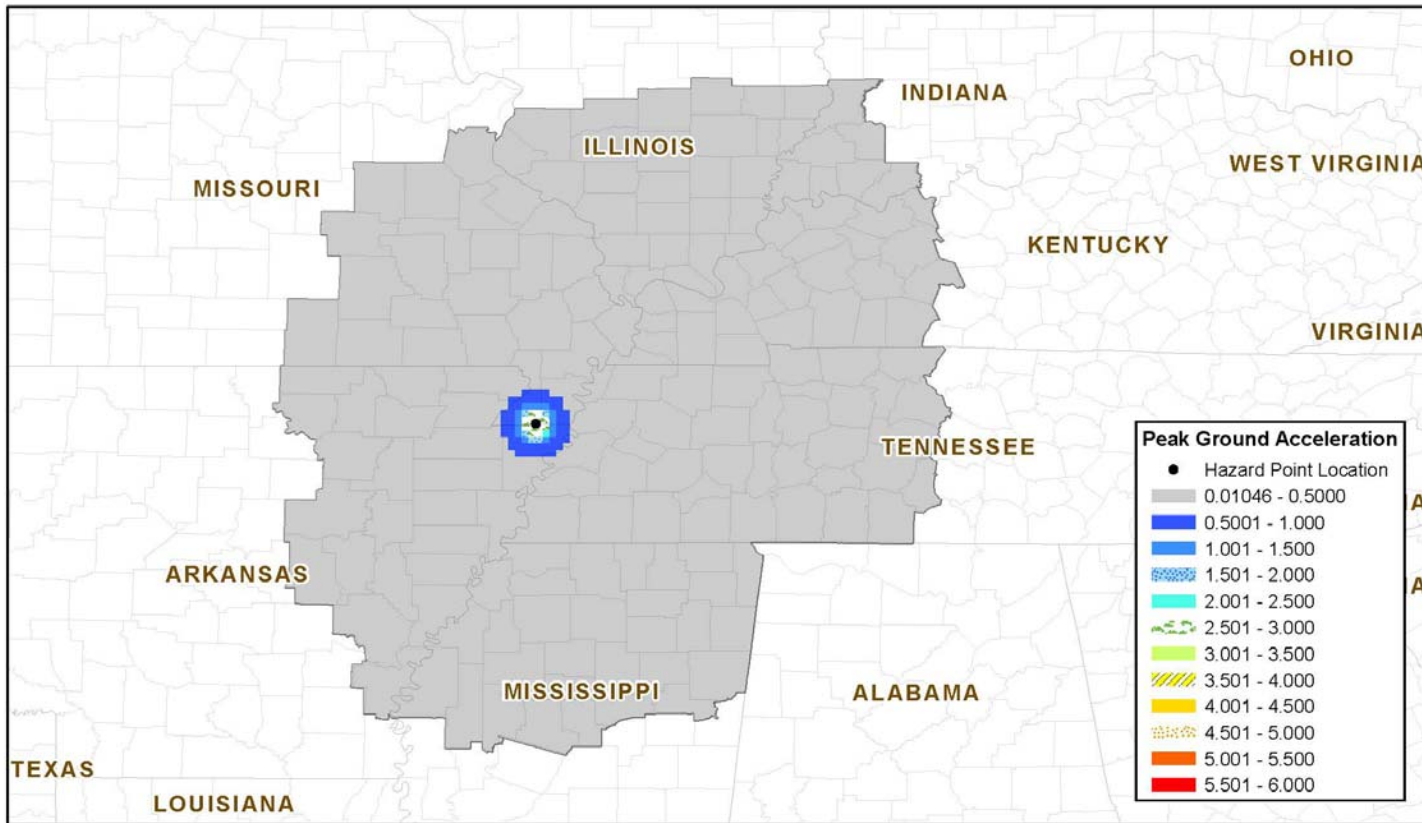 OHIO
INDIANA
ILLINOIS
WEST VIRGINIA
MISSOURI
KENTUCKY
VIRGINIA
TENNESSEE
ARKANSAS
MISSISSIPPI
ALABAMA
TEXAS
LOUISIANA
Peak Ground Acceleration
Hazard Point Location
0.01046 - 0.5000
0.5001 - 1.000
1.001 - 1.500
1.501 - 2.000
2.001 - 2.500
2.501 - 3.000
3.001 - 3.500
3.501 - 4.000
4.001 - 4.500
4.501 - 5.000
5.001 - 5.500
5.501 - 6.000